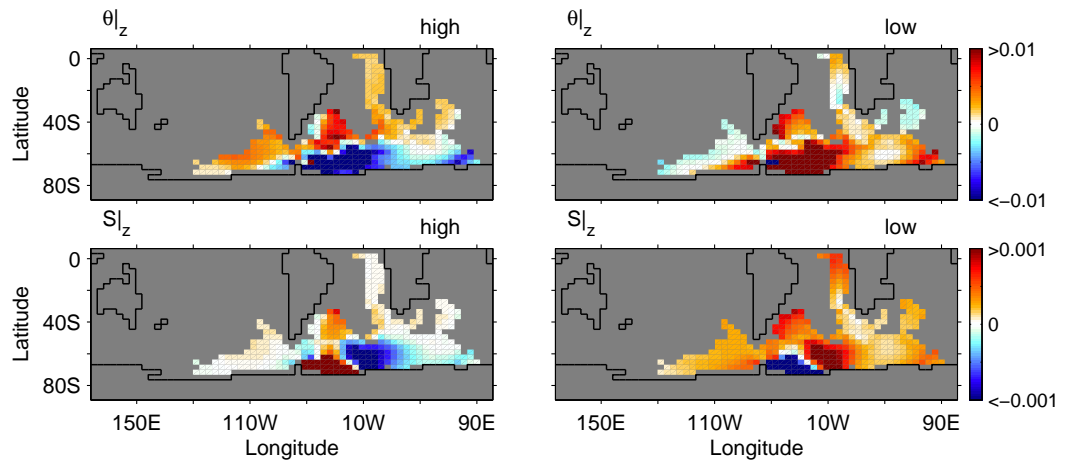 θ|z high
θ|z low
0
40S
80S
Latitude
>0.01
0
<−0.01
S|z high
S|z low
0
40S
80S
Latitude
>0.001
0
<−0.001
150E 110W 10W 90E
150E 110W 10W 90E
Longitude
Longitude